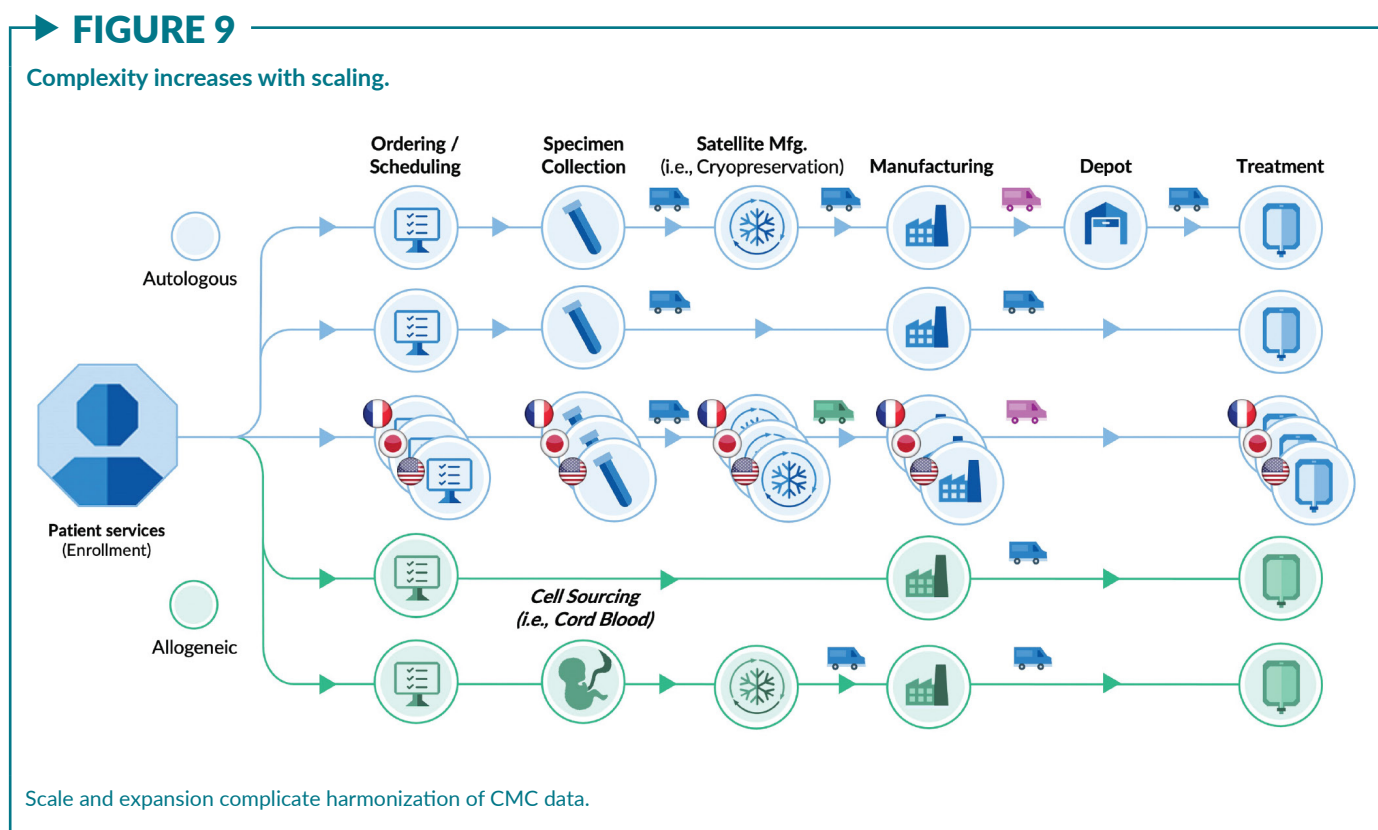 FIGURE 9
Complexity increases with scaling.
Ordering /
Scheduling
Specimen
Collection
Satellite Mfg.
(i.e., Cryopreservation)
Manufacturing
Depot
Treatment
Autologous
Patient services
(Enrollment)
Cell Sourcing
(i.e., Cord Blood)
Allogeneic
Scale and expansion complicate harmonization of CMC data.